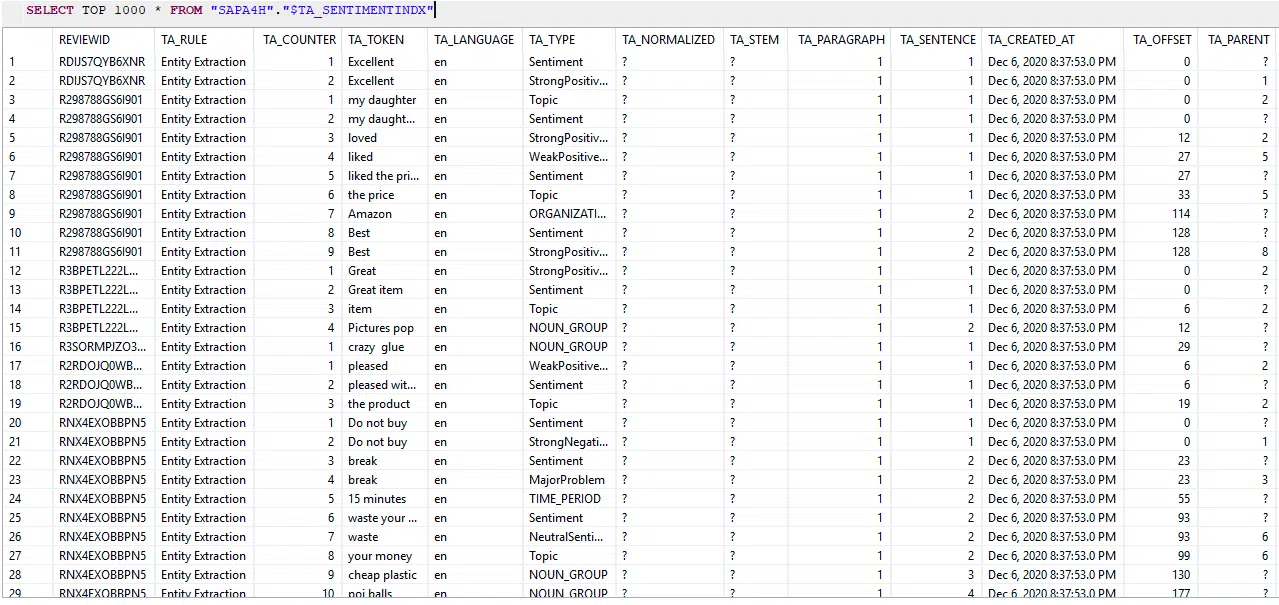 SELECT TOP 1000 * FROM "SAPA4H"."$TA_SENTIMENTINDX"
REVIEWID TA_RULE TA_COUNTER TA_TOKEN TA_LANGUAGE TA_TYPE TA_NORMALIZED TA_STEM TA_PARAGRAPH TA_SENTENCE TA_CREATED_AT TA_OFFSET TA_PARENT
1 RDIJS7QYB6XNR Entity Extraction 1 Excellent en Sentiment ? ? 1 1 Dec 6, 2020 8:37:53.0 PM 0 ?
2 RDIJS7QYB6XNR Entity Extraction 2 Excellent en StrongPositiv... ? ? 1 1 Dec 6, 2020 8:37:53.0 PM 0 1
3 R298788GS6I901 Entity Extraction 1 my daughter en Topic ? ? 1 1 Dec 6, 2020 8:37:53.0 PM 0 2
4 R298788GS6I901 Entity Extraction 2 my daught... en Sentiment ? ? 1 1 Dec 6, 2020 8:37:53.0 PM 0 ?
5 R298788GS6I901 Entity Extraction 3 loved en StrongPositiv... ? ? 1 1 Dec 6, 2020 8:37:53.0 PM 12 2
6 R298788GS6I901 Entity Extraction 4 liked en WeakPositive... ? ? 1 1 Dec 6, 2020 8:37:53.0 PM 27 5
7 R298788GS6I901 Entity Extraction 5 liked the pri... en Sentiment ? ? 1 1 Dec 6, 2020 8:37:53.0 PM 27 ?
8 R298788GS6I901 Entity Extraction 6 the price en Topic ? ? 1 1 Dec 6, 2020 8:37:53.0 PM 33 5
9 R298788GS6I901 Entity Extraction 7 Amazon en ORGANIZATI... ? ? 1 2 Dec 6, 2020 8:37:53.0 PM 114 ?
10 R298788GS6I901 Entity Extraction 8 Best en Sentiment ? ? 1 2 Dec 6, 2020 8:37:53.0 PM 128 ?
11 R298788GS6I901 Entity Extraction 9 Best en StrongPositiv... ? ? 1 2 Dec 6, 2020 8:37:53.0 PM 128 8
12 R3BPETL222L... Entity Extraction 1 Great en StrongPositiv... ? ? 1 1 Dec 6, 2020 8:37:53.0 PM 0 2
13 R3BPETL222L... Entity Extraction 2 Great item en Sentiment ? ? 1 1 Dec 6, 2020 8:37:53.0 PM 0 ?
14 R3BPETL222L... Entity Extraction 3 item en Topic ? ? 1 1 Dec 6, 2020 8:37:53.0 PM 6 2
15 R3BPETL222L... Entity Extraction 4 Pictures pop en NOUN_GROUP ? ? 1 2 Dec 6, 2020 8:37:53.0 PM 12 ?
16 R3SORMPJZO3... Entity Extraction 1 crazy glue en NOUN_GROUP ? ? 1 1 Dec 6, 2020 8:37:53.0 PM 29 ?
17 R2RDOJQ0WB... Entity Extraction 1 pleased en WeakPositive... ? ? 1 1 Dec 6, 2020 8:37:53.0 PM 6 2
18 R2RDOJQ0WB... Entity Extraction 2 pleased wit... en Sentiment ? ? 1 1 Dec 6, 2020 8:37:53.0 PM 6 ?
19 R2RDOJQ0WB... Entity Extraction 3 the product en Topic ? ? 1 1 Dec 6, 2020 8:37:53.0 PM 19 2
20 RNX4EXOBBPN5 Entity Extraction 1 Do not buy en Sentiment ? ? 1 1 Dec 6, 2020 8:37:53.0 PM 0 ?
21 RNX4EXOBBPN5 Entity Extraction 2 Do not buy en StrongNegati... ? ? 1 1 Dec 6, 2020 8:37:53.0 PM 0 1
22 RNX4EXOBBPN5 Entity Extraction 3 break en Sentiment ? ? 1 2 Dec 6, 2020 8:37:53.0 PM 23 ?
23 RNX4EXOBBPN5 Entity Extraction 4 break en MajorProblem ? ? 1 2 Dec 6, 2020 8:37:53.0 PM 23 3
24 RNX4EXOBBPN5 Entity Extraction 5 15 minutes en TIME_PERIOD ? ? 1 2 Dec 6, 2020 8:37:53.0 PM 55 ?
25 RNX4EXOBBPN5 Entity Extraction 6 waste your ... en Sentiment ? ? 1 2 Dec 6, 2020 8:37:53.0 PM 93 ?
26 RNX4EXOBBPN5 Entity Extraction 7 waste en NeutralSenti... ? ? 1 2 Dec 6, 2020 8:37:53.0 PM 93 6
27 RNX4EXOBBPN5 Entity Extraction 8 your money en Topic ? ? 1 2 Dec 6, 2020 8:37:53.0 PM 99 6
28 RNX4EXOBBPN5 Entity Extraction 9 cheap plastic en NOUN_GROUP ? ? 1 3 Dec 6, 2020 8:37:53.0 PM 130 ?
29 RNX4EXOBBPN5 Entity Extraction 10 poi balls en NOUN_GROUP ? ? 1 4 Dec 6, 2020 8:37:53.0 PM 177 ?